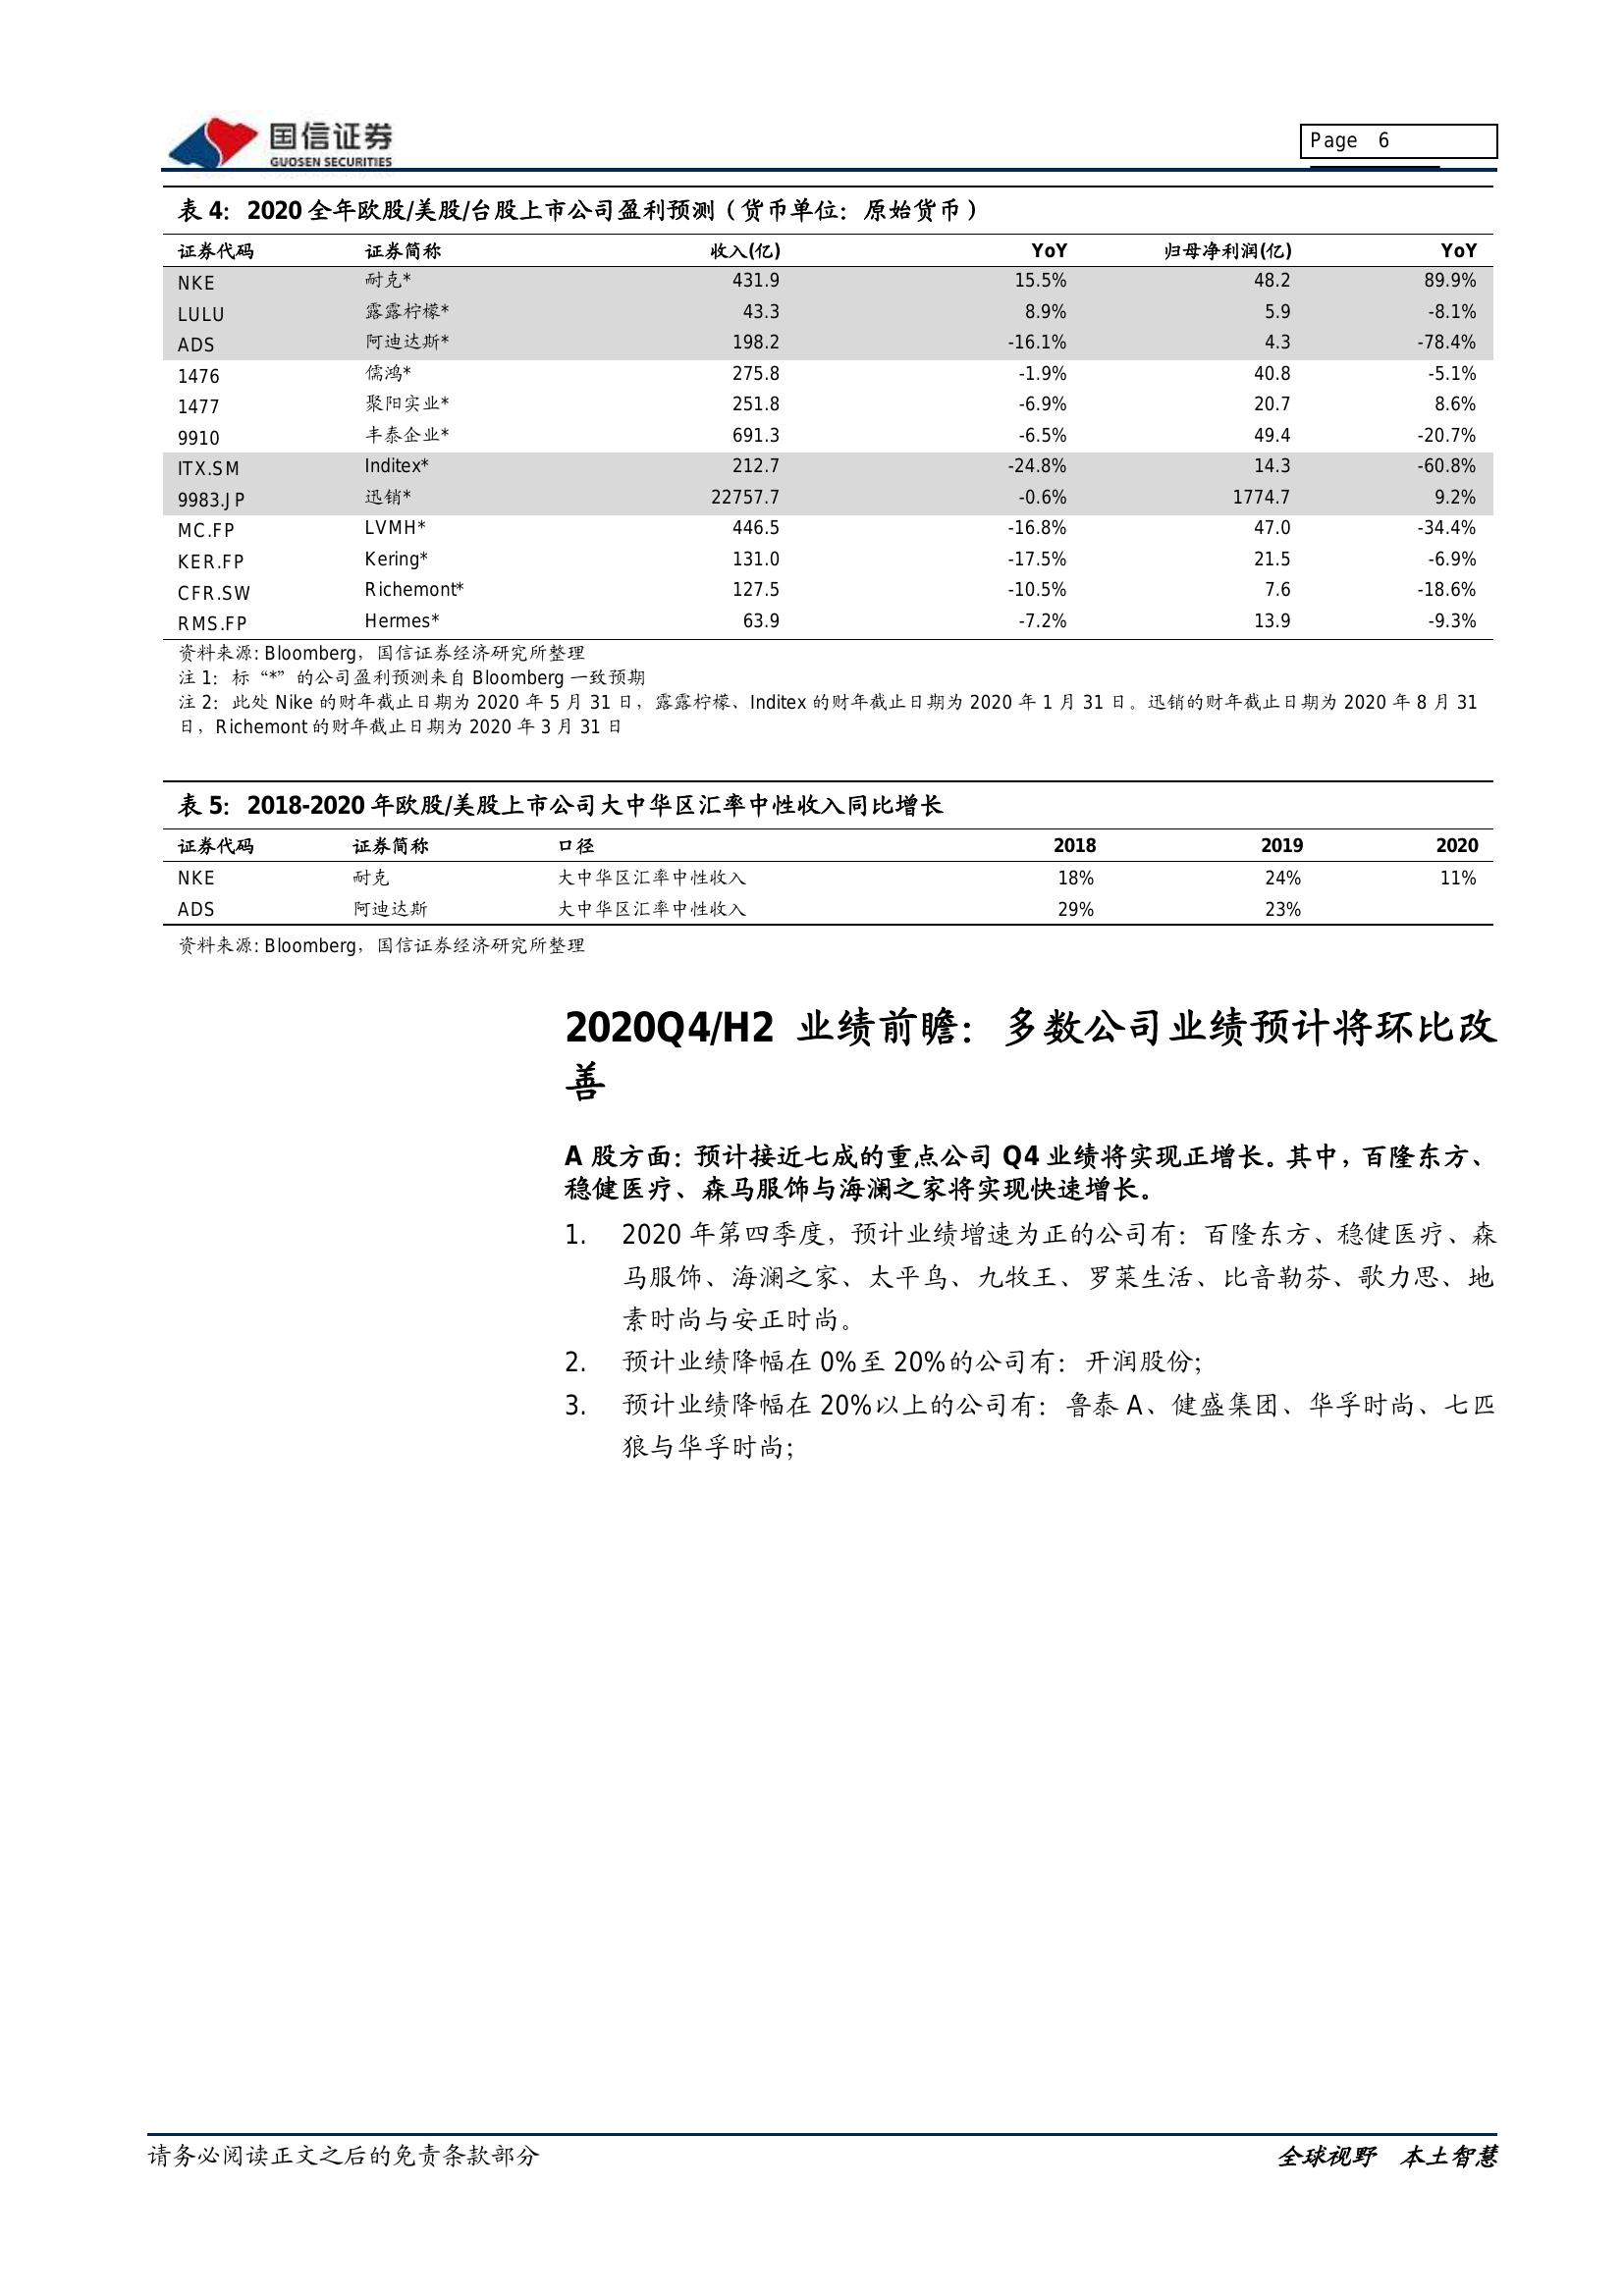 国信证券
GUOSEN SECURITIES
Page 6
表 4：2020 全年欧股/美股/台股上市公司盈利预测（货币单位：原始货币）
证券代码 证券简称 收入(亿) YoY 归母净利润(亿) YoY
NKE 耐克* 431.9 15.5% 48.2 89.9%
LULU 露露柠檬* 43.3 8.9% 5.9 -8.1%
ADS 阿迪达斯* 198.2 -16.1% 4.3 -78.4%
1476 儒鸿* 275.8 -1.9% 40.8 -5.1%
1477 聚阳实业* 251.8 -6.9% 20.7 8.6%
9910 丰泰企业* 691.3 -6.5% 49.4 -20.7%
ITX.SM Inditex* 212.7 -24.8% 14.3 -60.8%
9983.JP 迅销* 22757.7 -0.6% 1774.7 9.2%
MC.FP LVMH* 446.5 -16.8% 47.0 -34.4%
KER.FP Kering* 131.0 -17.5% 21.5 -6.9%
CFR.SW Richemont* 127.5 -10.5% 7.6 -18.6%
RMS.FP Hermes* 63.9 -7.2% 13.9 -9.3%
资料来源: Bloomberg，国信证券经济研究所整理
注 1：标“*”的公司盈利预测来自 Bloomberg 一致预期
注 2：此处 Nike 的财年截止日期为 2020 年 5 月 31 日，露露柠檬、Inditex 的财年截止日期为 2020 年 1 月 31 日。迅销的财年截止日期为 2020 年 8 月 31
日，Richemont 的财年截止日期为 2020 年 3 月 31 日
表 5：2018-2020 年欧股/美股上市公司大中华区汇率中性收入同比增长
证券代码 证券简称 口径 2018 2019 2020
NKE 耐克 大中华区汇率中性收入 18% 24% 11%
ADS 阿迪达斯 大中华区汇率中性收入 29% 23%
资料来源: Bloomberg，国信证券经济研究所整理
2020Q4/H2 业绩前瞻：多数公司业绩预计将环比改
善
A 股方面：预计接近七成的重点公司 Q4 业绩将实现正增长。其中，百隆东方、
稳健医疗、森马服饰与海澜之家将实现快速增长。
1. 2020 年第四季度，预计业绩增速为正的公司有：百隆东方、稳健医疗、森
马服饰、海澜之家、太平鸟、九牧王、罗莱生活、比音勒芬、歌力思、地
素时尚与安正时尚。
2. 预计业绩降幅在 0%至 20%的公司有：开润股份；
3. 预计业绩降幅在 20%以上的公司有：鲁泰 A、健盛集团、华孚时尚、七匹
狼与华孚时尚；
请务必阅读正文之后的免责条款部分 全球视野 本土智慧